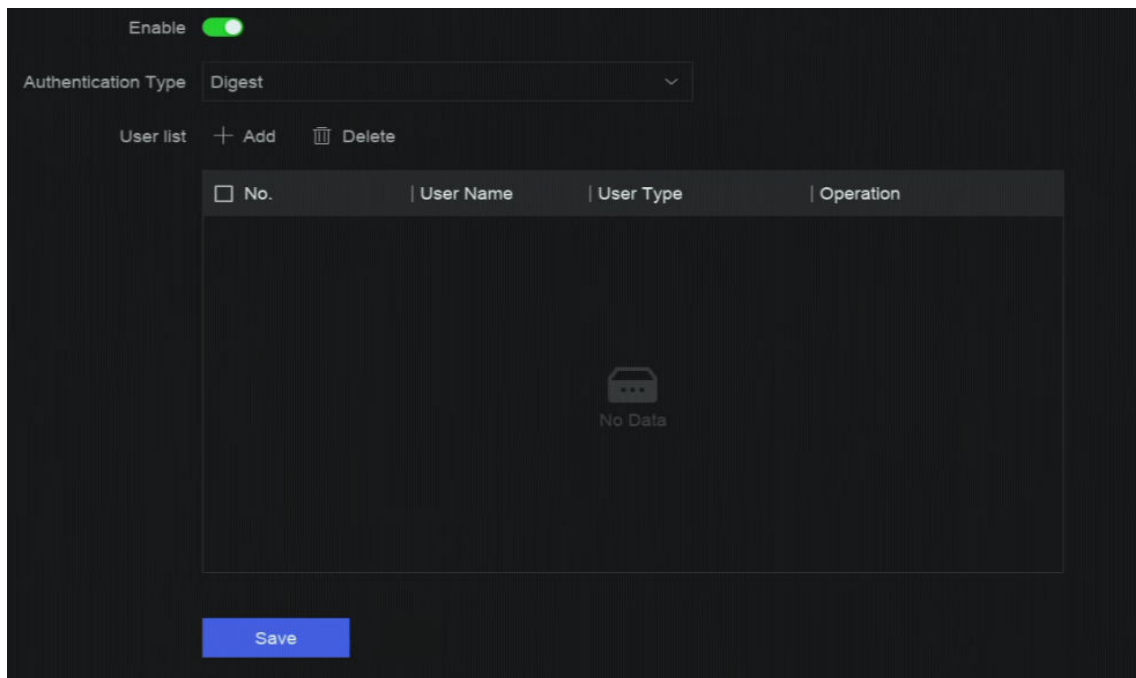 Enable
Authentication Type Digest
User list Add Delete
No. User Name User Type Operation
No Data
Save